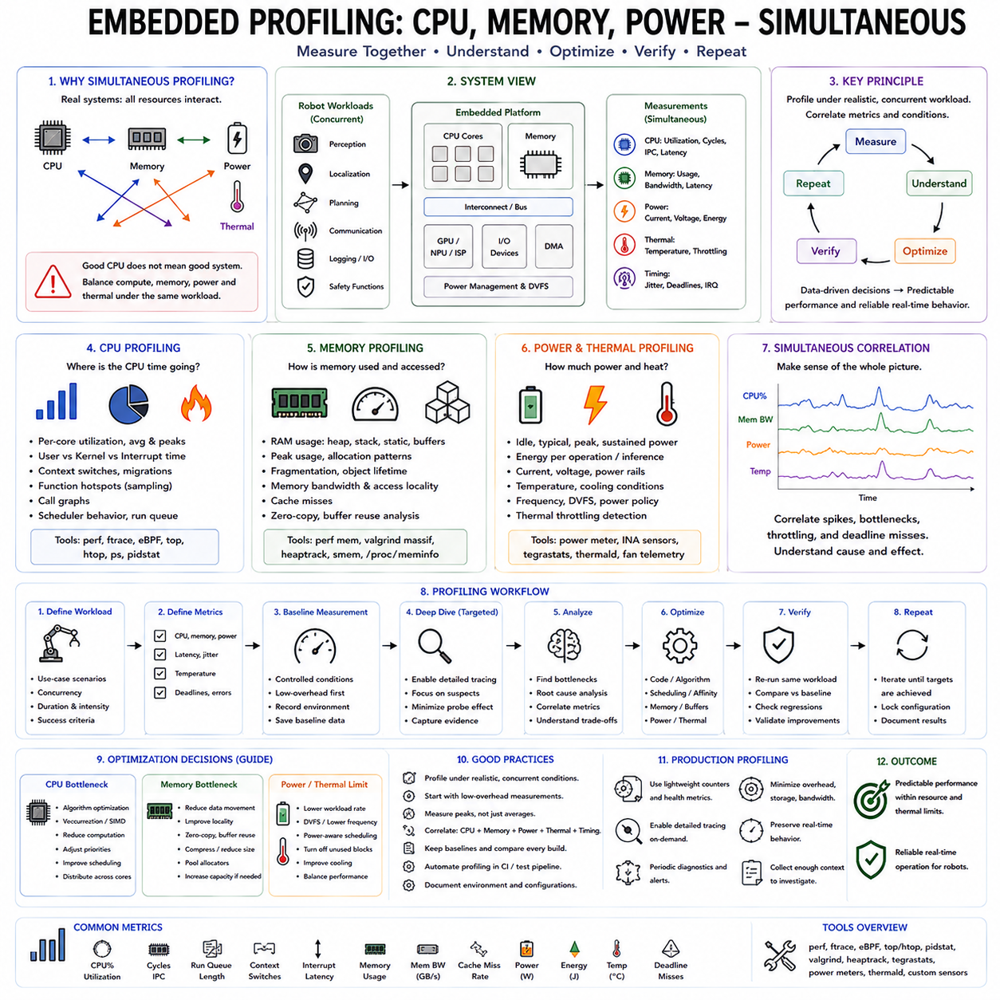 EMBEDDED PROFILING: CPU, MEMORY, POWER – SIMULTANEOUS
Measure Together • Understand • Optimize • Verify • Repeat
1. WHY SIMULTANEOUS PROFILING?
Real systems: all resources interact.
CPU
Memory
Power
Thermal
Good CPU does not mean good system.
Balance compute, memory, power and
thermal under the same workload.
2. SYSTEM VIEW
Robot Workloads
(Concurrent)
Perception
Localization
Planning
Communication
Logging / I/O
Safety Functions
Embedded Platform
CPU Cores
Memory
Interconnect / Bus
GPU /
NPU / ISP
I/O
Devices
DMA
Power Management & DVFS
Measurements
(Simultaneous)
CPU: Utilization, Cycles,
IPC, Latency
Memory: Usage,
Bandwidth, Latency
Power:
Current, Voltage, Energy
Thermal:
Temperature, Throttling
Timing:
Jitter, Deadlines, IRQ
3. KEY PRINCIPLE
Profile under realistic, concurrent workload.
Correlate metrics and conditions.
Measure
Understand
Optimize
Verify
Repeat
Data-driven decisions → Predictable
performance and reliable real-time behavior.
4. CPU PROFILING
Where is the CPU time going?
• Per-core utilization, avg & peaks
• User vs Kernel vs Interrupt time
• Context switches, migrations
• Function hotspots (sampling)
• Call graphs
• Scheduler behavior, run queue
Tools: perf, ftrace, eBPF, top,
htop, ps, pidstat
5. MEMORY PROFILING
How is memory used and accessed?
• RAM usage: heap, stack, static, buffers
• Peak usage, allocation patterns
• Fragmentation, object lifetime
• Memory bandwidth & access locality
• Cache misses
• Zero-copy, buffer reuse analysis
Tools: perf mem, valgrind massif,
heaptrack, smem, /proc/meminfo
6. POWER & THERMAL PROFILING
How much power and heat?
• Idle, typical, peak, sustained power
• Energy per operation / inference
• Current, voltage, power rails
• Temperature, cooling conditions
• Frequency, DVFS, power policy
• Thermal throttling detection
Tools: power meter, INA sensors,
tegrastats, thermald, fan telemetry
7. SIMULTANEOUS CORRELATION
Make sense of the whole picture.
CPU%
Mem BW
Power
Temp
Time
Correlate spikes, bottlenecks,
throttling, and deadline misses.
Understand cause and effect.
8. PROFILING WORKFLOW
1. Define Workload
• Use-case scenarios
• Concurrency
• Duration & intensity
• Success criteria
2. Define Metrics
CPU, memory, power
Latency, jitter
Temperature
Deadlines, errors
3. Baseline Measurement
• Controlled conditions
• Low-overhead first
• Record environment
• Save baseline data
4. Deep Dive (Targeted)
• Enable detailed tracing
• Focus on suspects
• Minimize probe effect
• Capture evidence
5. Analyze
• Find bottlenecks
• Root cause analysis
• Correlate metrics
• Understand trade-offs
6. Optimize
• Code / Algorithm
• Scheduling / Affinity
• Memory / Buffers
• Power / Thermal
7. Verify
• Re-run same workload
• Compare vs baseline
• Check regressions
• Validate improvements
8. Repeat
• Iterate until targets
are achieved
• Lock configuration
• Document results
9. OPTIMIZATION DECISIONS (GUIDE)
CPU Bottleneck
• Algorithm optimization
• Veccurrection / SIMD
• Reduce computation
• Adjust priorities
• Improve scheduling
• Distribute across cores
Memory Bottleneck
• Reduce data movement
• Lmprove locality
• Zero-copy, buffer reuse
• Compress / reduce size
• Pool allocators
• Increase capacity if needed
Power / Thermal Limit
• Lower workload rate
• DVFS / Lower frequency
• Power-aware scheduling
• Turn off unused blocks
• Improve cooling
• Balance performance
10. GOOD PRACTICES
Profile under realistic, concurrent conditions.
Start with low-overhead measurements.
Measure peaks, not just averages.
Correlate: CPU + Memory + Power + Thermal + Timing.
Keep baselines and compare every build.
Automate profiling in CI / test pipeline.
Document environment and configurations.
11. PRODUCTION PROFILING
Use lightweight counters
and health metrics.
Enable detailed tracing
on-demand.
Periodic diagnostics and
alerts.
Minimize overhead,
storage, bandwidth.
Preserve real-time
behavior.
Collect enough context
to investigate.
12. OUTCOME
Predictable performance
within resource and
thermal limits.
Reliable real-time
operation for robots.
COMMON METRICS
CPU%
Utilization
Cycles
IPC
Run Queue
Length
Context
Switches
Interrupt
Latency
Memory
Usage
Mem BW
(GB/s)
Cache Miss
Rate
Power
(W)
Energy
(J)
Temp
(°C)
Deadline
Misses
TOOLS OVERVIEW
perf, ftrace, eBPF, top/htop, pidstat,
valgrind, heaptrack, tegrastats,
power meters, thermald, custom sensors